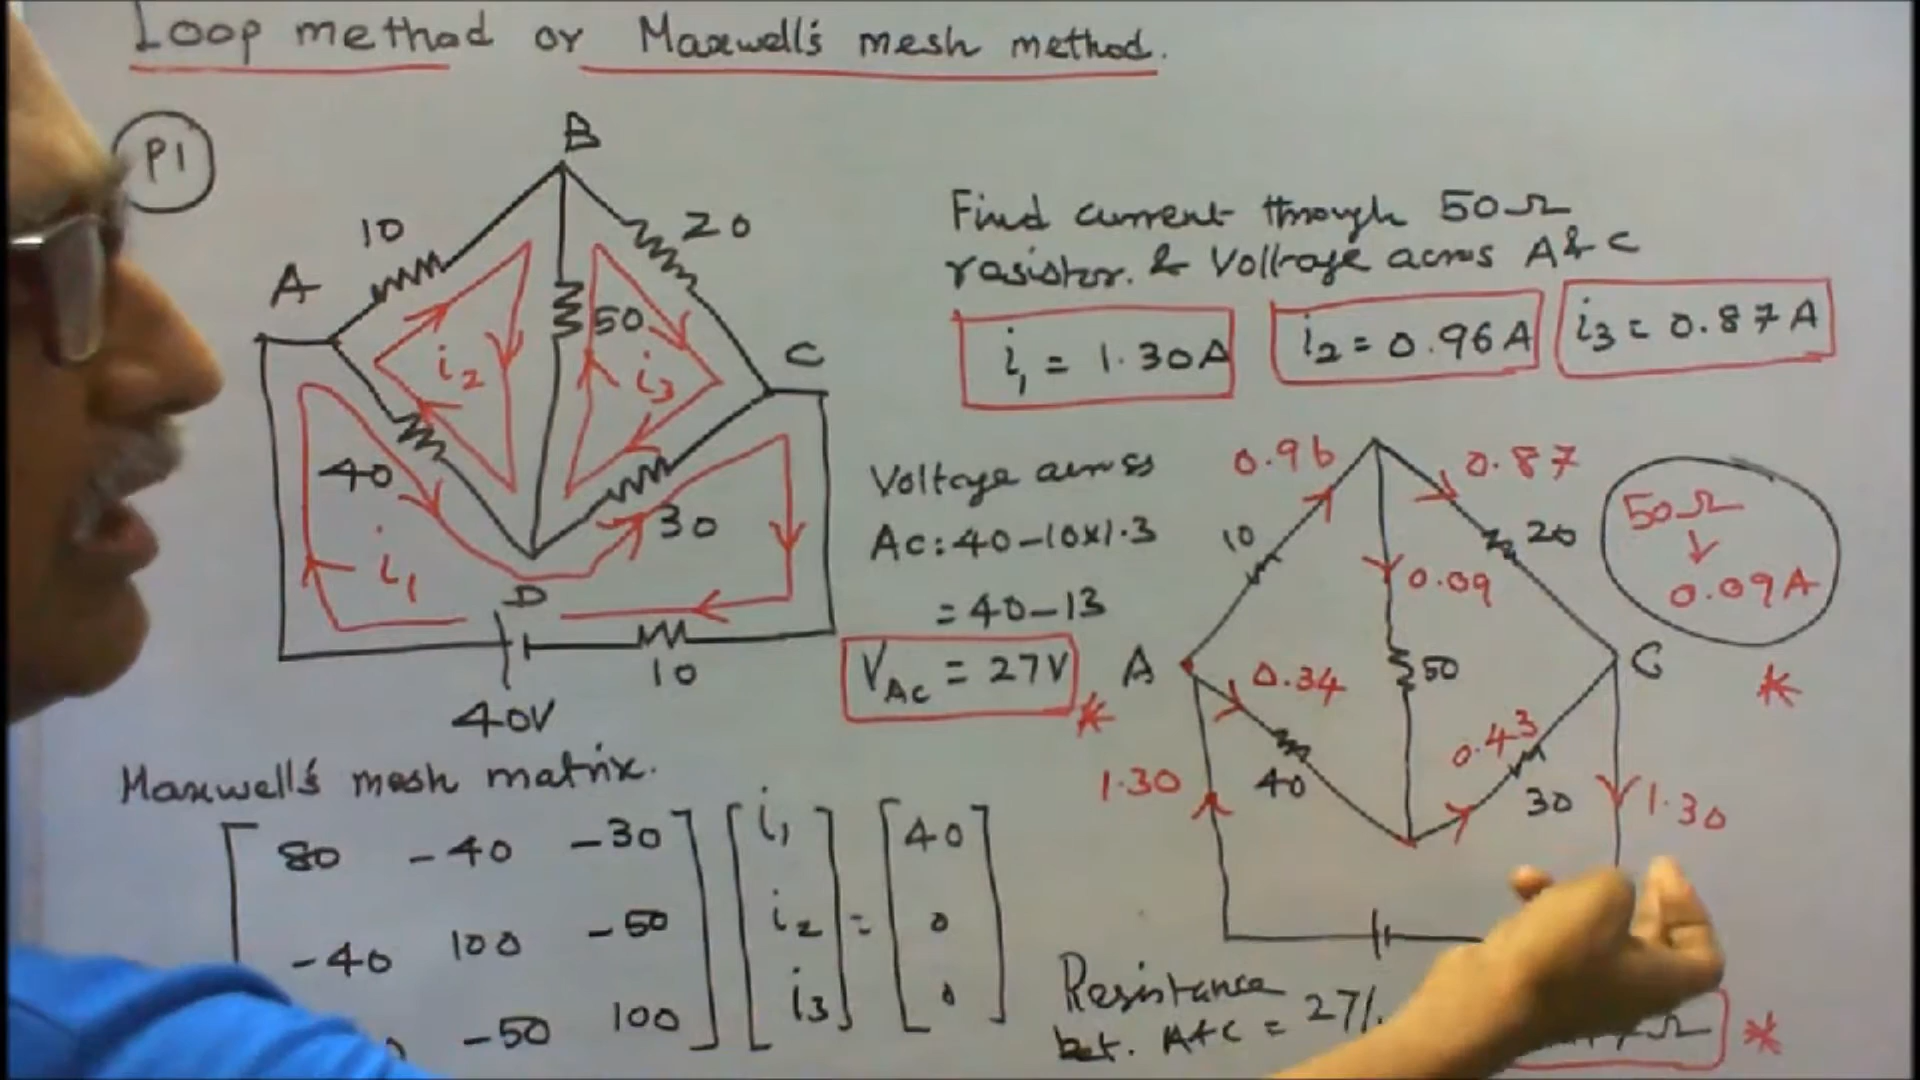 Loop method or Maxwell's mesh method.
P1
B
10
20
A
50
C
i2
i3
40
30
i1
D
10
40V
Find current through 50Ω
rasistor. & Voltage acrros A & C
i1 = 1.30A
i2 = 0.96A
i3 = 0.87A
Voltage across
AC: 40-10x1.3
= 40-13
VAC = 27V
0.96
0.87
10
20
0.09
50Ω
↓
0.09A
A
0.34
50
C
*
*
1.30
40
0.43
30
1.30
Maxwell's mesh matrix.
80 -40 -30 i1 40
-40 100 -50 i2 = 0
-50 100 i3 0
Resistance
bet. A+C = 27/
Ω
*